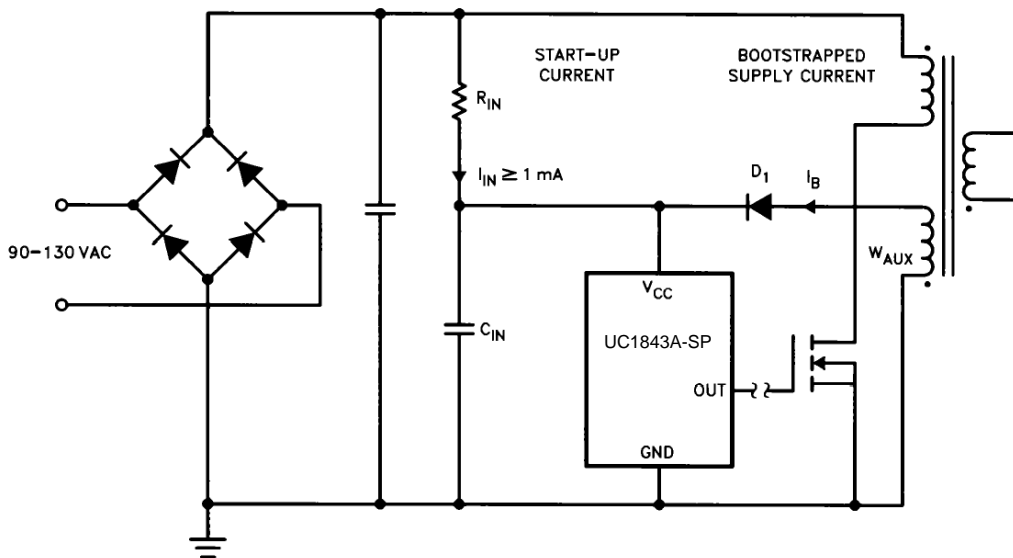 START-UP
CURRENT
BOOTSTRAPPED
SUPPLY CURRENT
R_IN
I_IN ≥ 1 mA
D_1
I_B
90-130 VAC
W_AUX
V_CC
C_IN
UC1843A-SP
OUT
GND